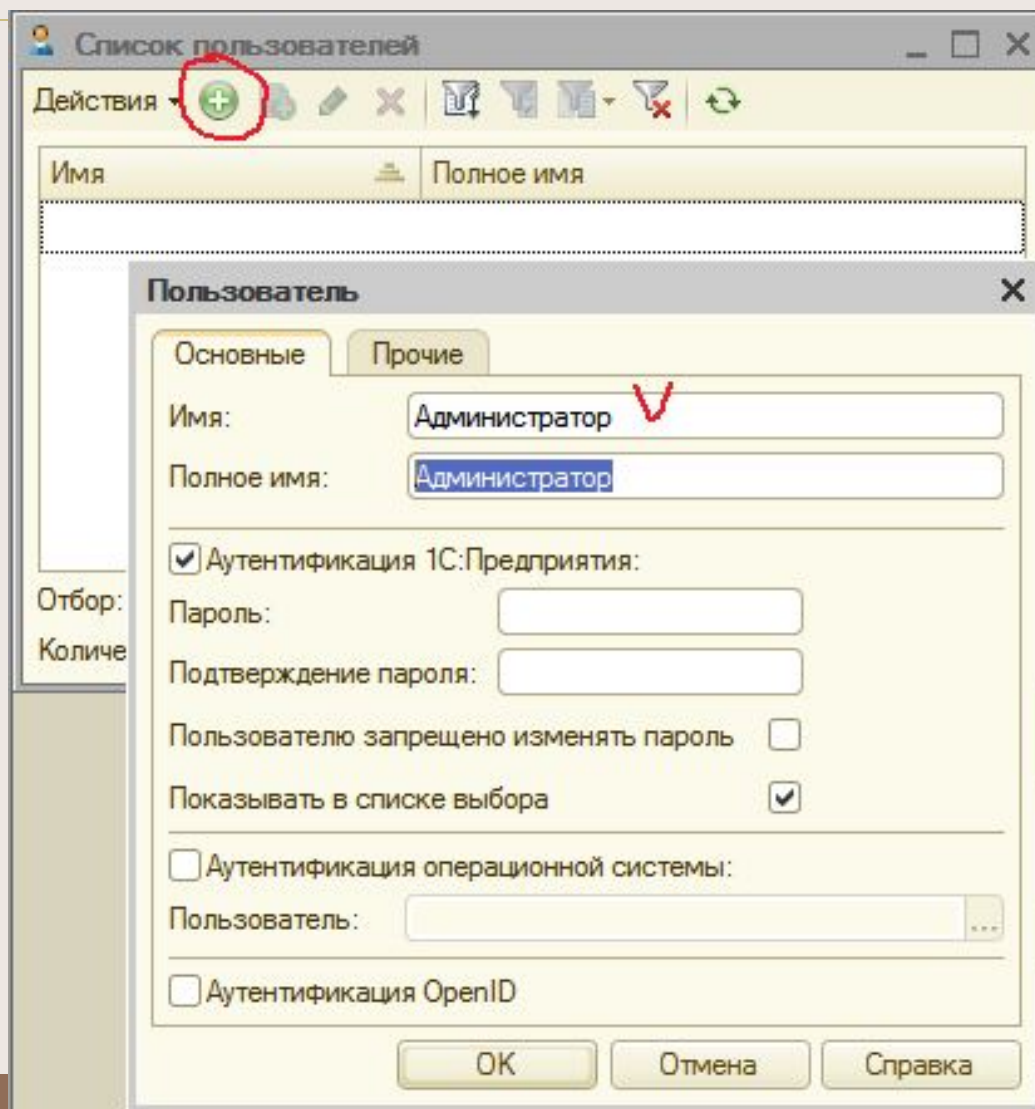 Список пользователей
Действия
Имя Полное имя
Пользователь
Основные Прочие
Имя: Администратор
Полное имя: Администратор
Аутентификация 1С:Предприятия:
Отбор:
Пароль:
Количе
Подтверждение пароля:
Пользователю запрещено изменять пароль
Показывать в списке выбора
Аутентификация операционной системы:
Пользователь: ...
Аутентификация OpenID
OK Отмена Справка